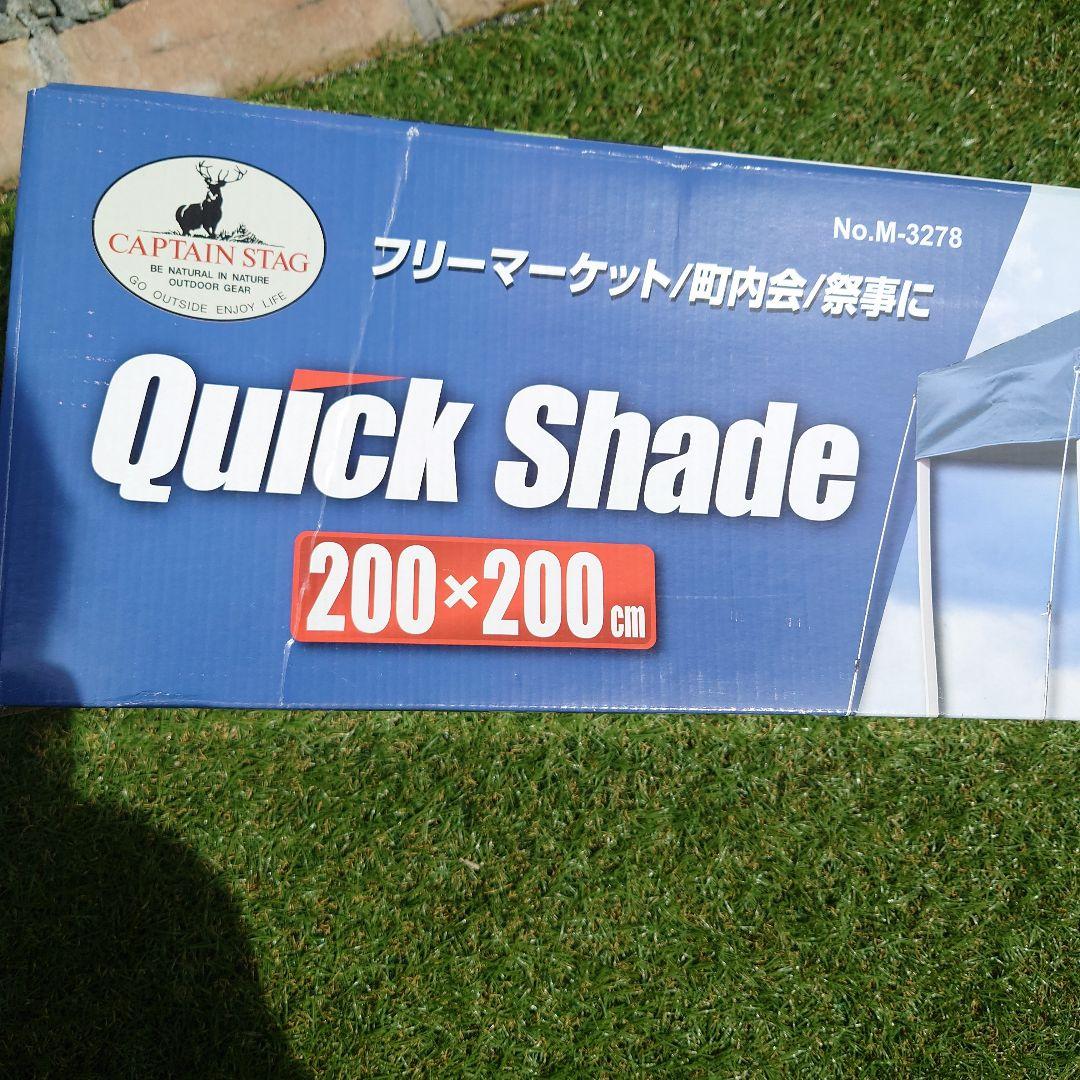 CAPTAIN STAG
BE NATURAL IN NATURE
OUTDOOR GEAR
GO OUTSIDE ENJOY LIFE
No.M-3278
フリーマーケット/町内会/祭事に
Quick Shade
200×200cm